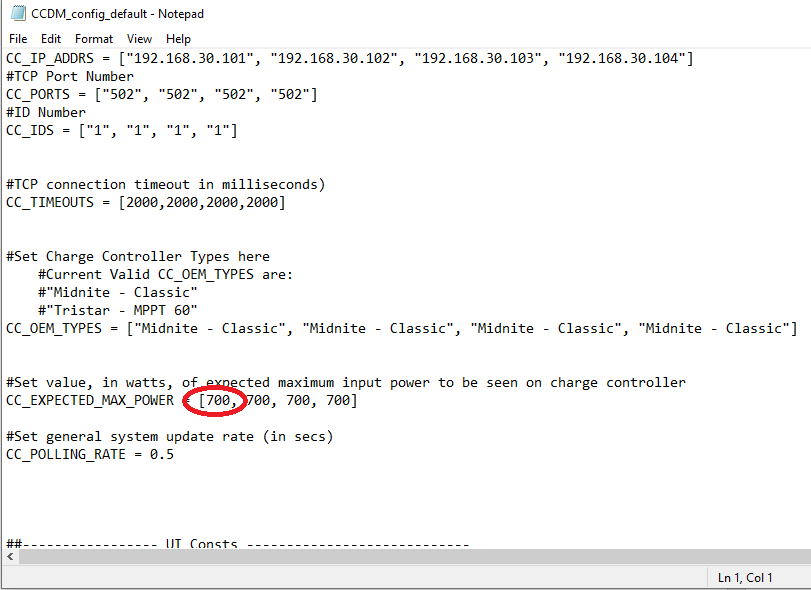 CCDM_config_default - Notepad
File Edit Format View Help
CC_IP_ADDRS = ["192.168.30.101", "192.168.30.102", "192.168.30.103", "192.168.30.104"]
#TCP Port Number
CC_PORTS = ["502", "502", "502", "502"]
#ID Number
CC_IDS = ["1", "1", "1", "1"]
#TCP connection timeout in milliseconds)
CC_TIMEOUTS = [2000,2000,2000,2000]
#Set Charge Controller Types here
#Current Valid CC_OEM_TYPES are:
#"Midnite - Classic"
#"Tristar - MPPT 60"
CC_OEM_TYPES = ["Midnite - Classic", "Midnite - Classic", "Midnite - Classic", "Midnite - Classic"]
#Set value, in watts, of expected maximum input power to be seen on charge controller
CC_EXPECTED_MAX_POWER = [700, 700, 700, 700]
#Set general system update rate (in secs)
CC_POLLING_RATE = 0.5
##----------------- UI Consts ----------------------------
Ln 1, Col 1